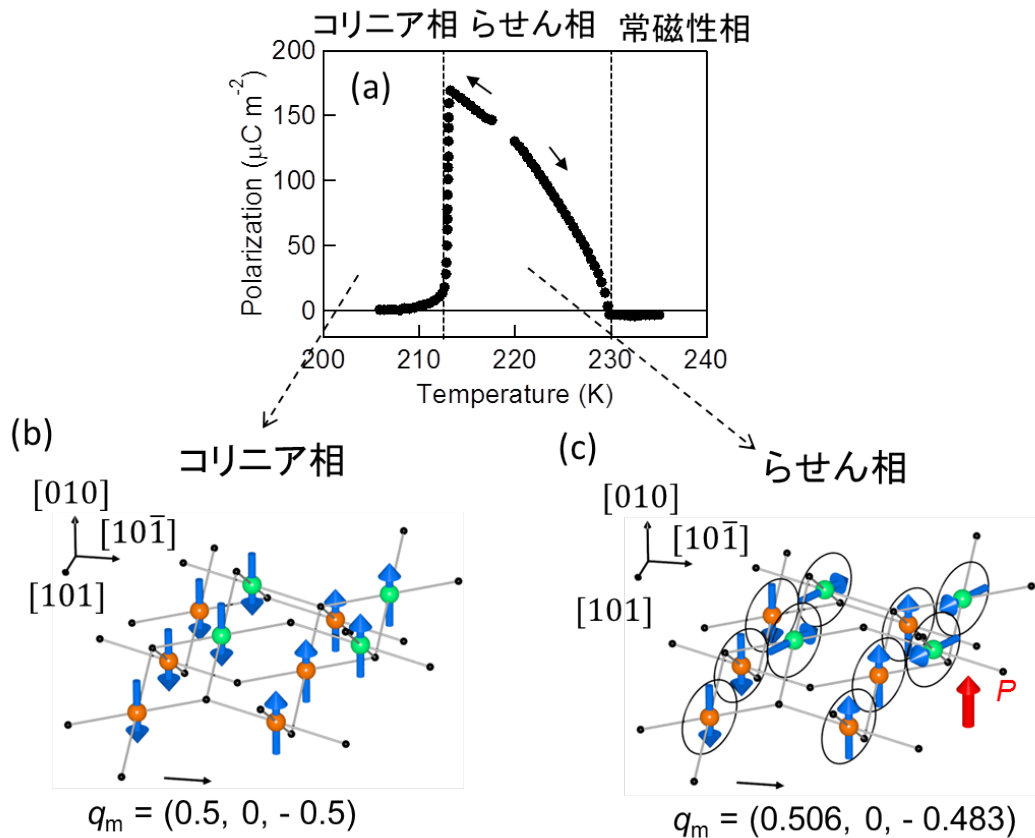 コリニア相 らせん相 常磁性相
(a)
200
150
100
50
0
Polarization (μC m⁻²)
200 210 220 230 240
Temperature (K)
(b)
コリニア相
[010]
[101̄]
[101]
qm = (0.5, 0, - 0.5)
(c)
らせん相
[010]
[101̄]
[101]
P
qm = (0.506, 0, - 0.483)